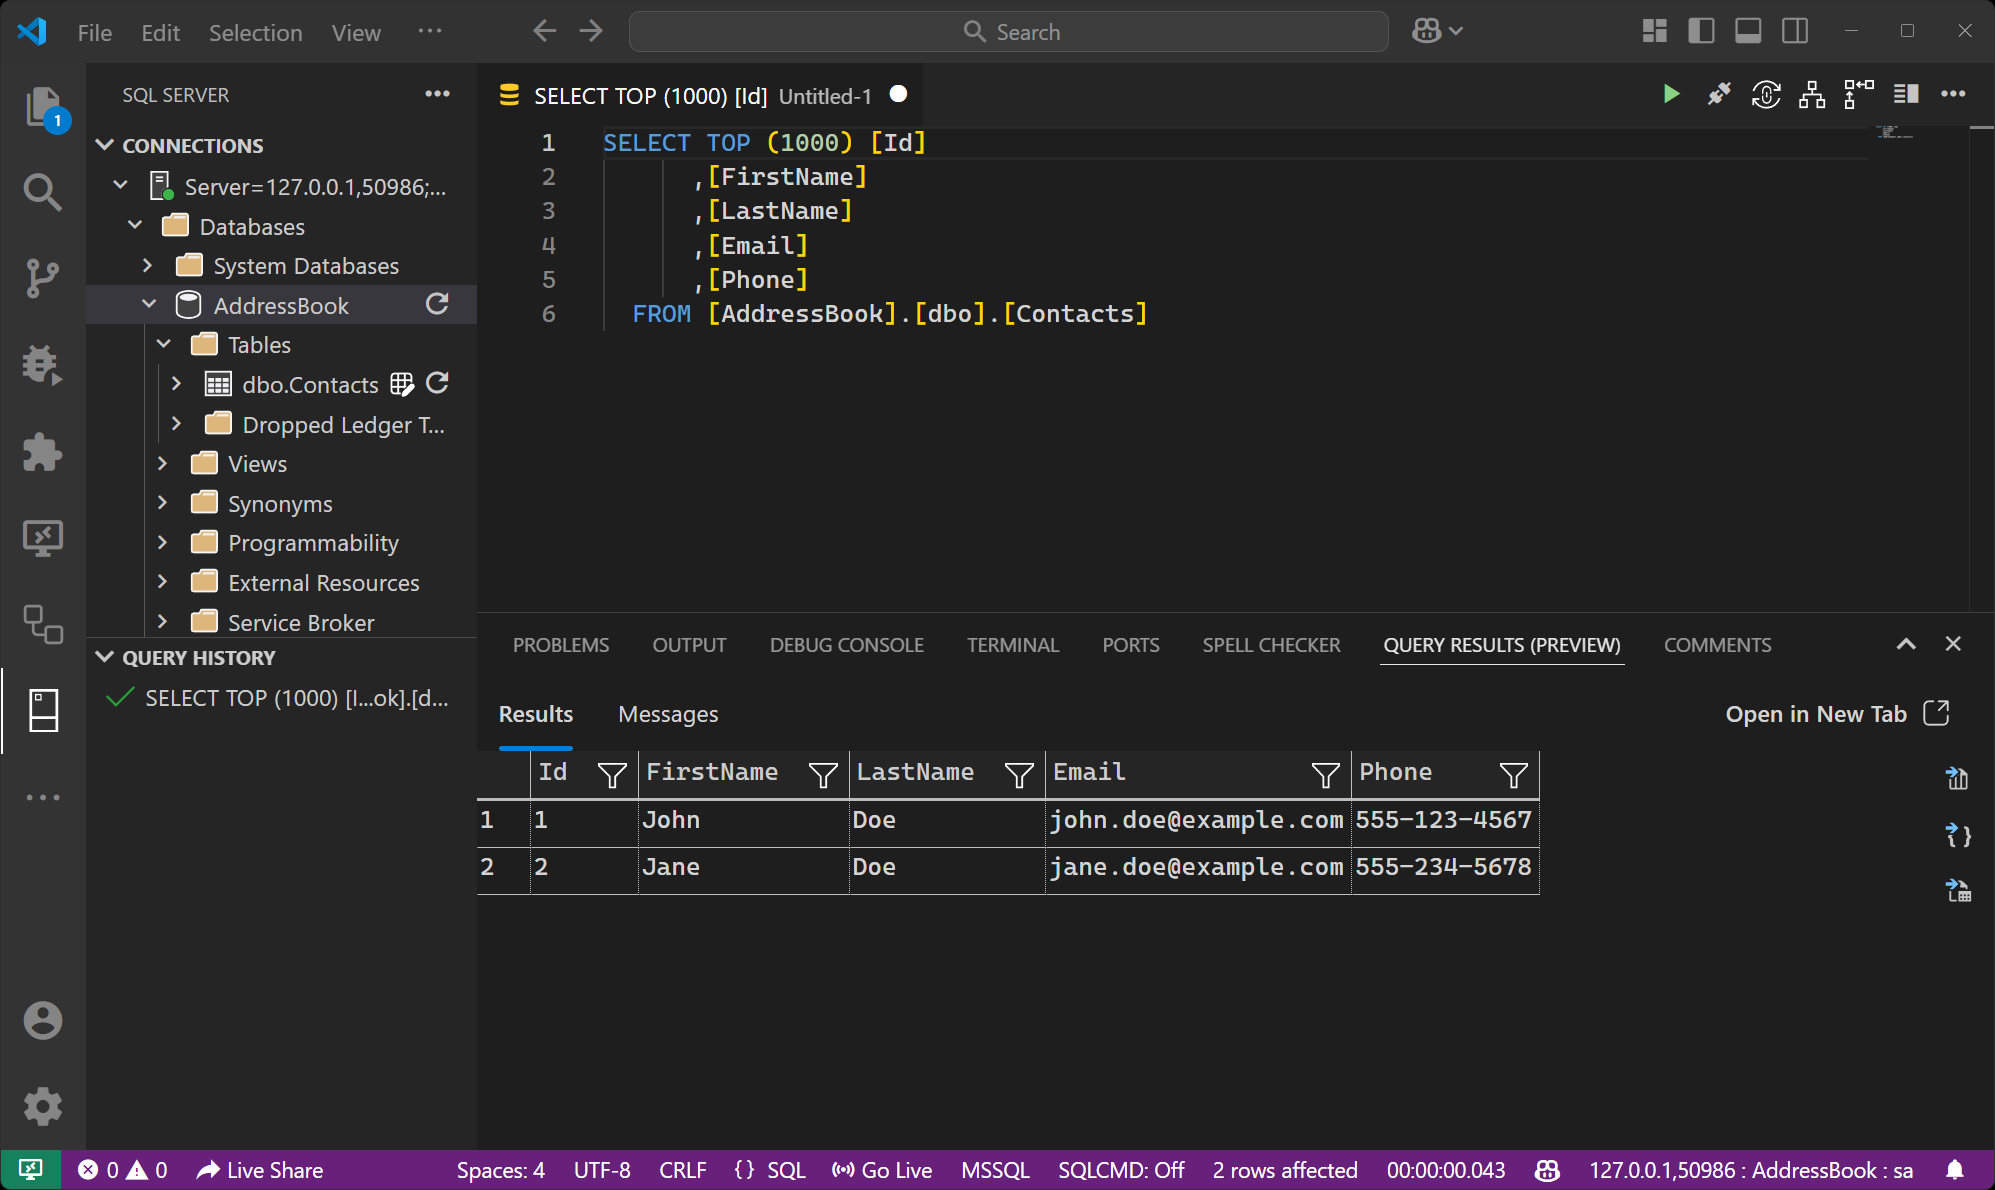 File Edit Selection View ··· Search
SQL SERVER
1
CONNECTIONS
Server=127.0.0.1,50986;...
Databases
System Databases
AddressBook
Tables
dbo.Contacts
Dropped Ledger T...
Views
Synonyms
Programmability
External Resources
Service Broker
QUERY HISTORY
SELECT TOP (1000) [I...ok].[d...
SELECT TOP (1000) [Id] Untitled-1
1 SELECT TOP (1000) [Id]
2 ,[FirstName]
3 ,[LastName]
4 ,[Email]
5 ,[Phone]
6 FROM [AddressBook].[dbo].[Contacts]
PROBLEMS OUTPUT DEBUG CONSOLE TERMINAL PORTS SPELL CHECKER QUERY RESULTS (PREVIEW) COMMENTS
Results Messages Open in New Tab
Id FirstName LastName Email Phone
1 1 John Doe john.doe@example.com 555-123-4567
2 2 Jane Doe jane.doe@example.com 555-234-5678
0 0 Live Share Spaces: 4 UTF-8 CRLF {} SQL Go Live MSSQL SQLCMD: Off 2 rows affected 00:00:00.043 127.0.0.1,50986 : AddressBook : sa